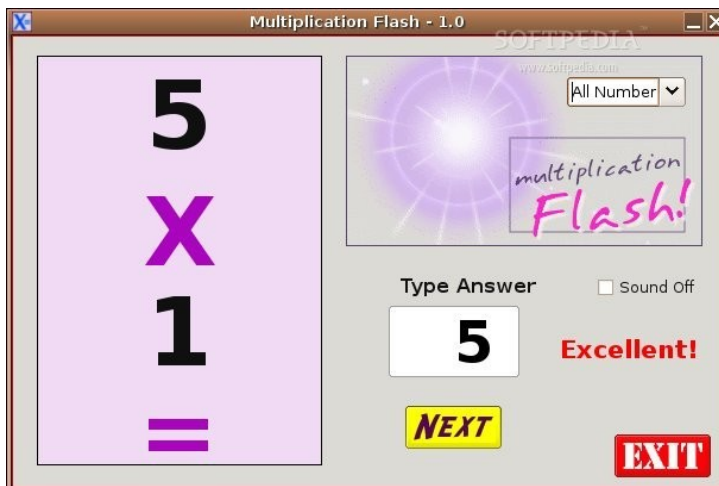 Multiplication Flash - 1.0
SOFTPEDIA
www.softpedia.com
5
X
1
=
All Number
multiplication
Flash!
Type Answer
Sound Off
5
Excellent!
NEXT
EXIT